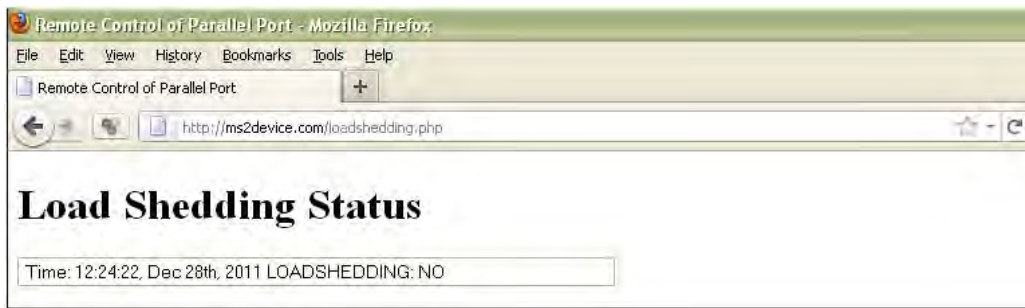 Remote Control of Parallel Port - Mozilla Firefox
File Edit View History Bookmarks Tools Help
Remote Control of Parallel Port +
http://ms2device.com/loadshedding.php
Load Shedding Status
Time: 12:24:22, Dec 28th, 2011 LOADSHEDDING: NO